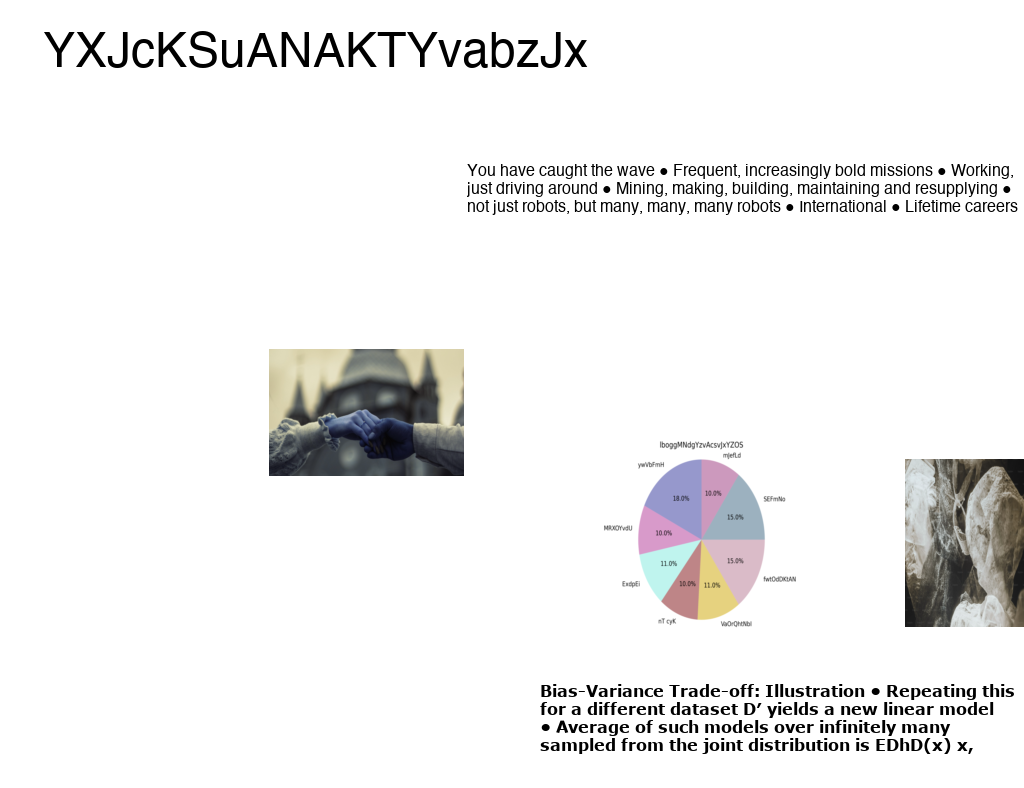 YXJcKSuANAKTYvabzJx
You have caught the wave ● Frequent, increasingly bold missions ● Working,
just driving around ● Mining, making, building, maintaining and resupplying ●
not just robots, but many, many, many robots ● International ● Lifetime careers
lboggMNdgYzvAcsvJxYZOS
mJefLd
ywVbFmH
18.0%
10.0%
SEFrnNo
15.0%
MRXOYvdU
10.0%
11.0%
15.0%
ExdpEi
10.0%
11.0%
fwtOdDKtAN
nT cyK
VaOrQhtNbI
Bias-Variance Trade-off: Illustration ● Repeating this
for a different dataset D’ yields a new linear model
● Average of such models over infinitely many
sampled from the joint distribution is EDhD(x) x,